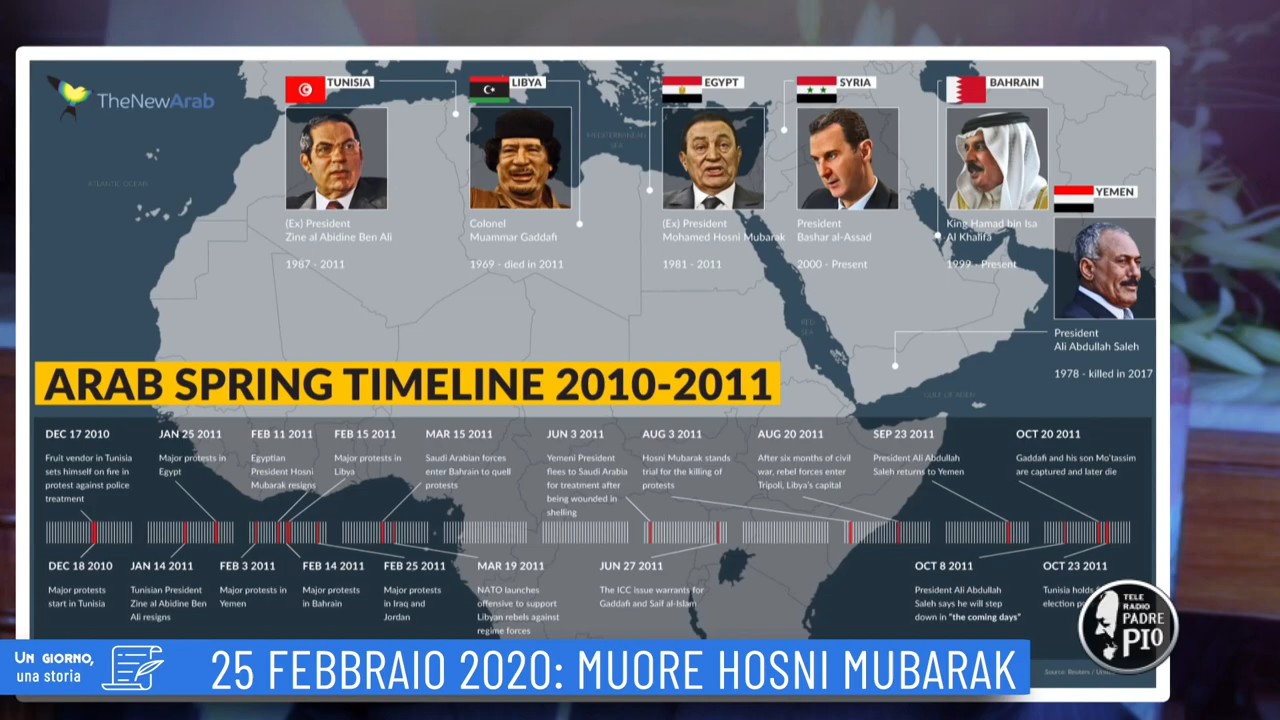 TheNewArab
TUNISIA
LIBYA
EGYPT
SYRIA
BAHRAIN
YEMEN
MEDITERRANEAN
SEA
ATLANTIC OCEAN
(Ex) President
Zine al Abidine Ben Ali
1987 - 2011
Colonel
Muammar Gaddafi
1969 - died in 2011
(Ex) President
Mohamed Hosni Mubarak
1981 - 2011
President
Bashar al-Assad
2000 - Present
King Hamad bin Isa
Al Khalifa
1999 - Present
President
Ali Abdullah Saleh
1978 - killed in 2017
RED
SEA
GULF OF ADEN
ARAB SPRING TIMELINE 2010-2011
DEC 17 2010
Fruit vendor in Tunisia
sets himself on fire in
protest against police
treatment
JAN 25 2011
Major protests in
Egypt
FEB 11 2011
Egyptian
President Hosni
Mubarak resigns
FEB 15 2011
Major protests in
Libya
MAR 15 2011
Saudi Arabian forces
enter Bahrain to quell
protests
JUN 3 2011
Yemeni President
flees to Saudi Arabia
for treatment after
being wounded in
shelling
AUG 3 2011
Hosni Mubarak stands
trial for the killing of
protests
AUG 20 2011
After six months of civil
war, rebel forces enter
Tripoli, Libya's capital
SEP 23 2011
President Ali Abdullah
Saleh returns to Yemen
OCT 20 2011
Gaddafi and his son Mo'tassim
are captured and later die
DEC 18 2010
Major protests
start in Tunisia
JAN 14 2011
Tunisian President
Zine al Abidine Ben
Ali resigns
FEB 3 2011
Major protests in
Yemen
FEB 14 2011
Major protests
in Bahrain
FEB 25 2011
Major protests
in Iraq and
Jordan
MAR 19 2011
NATO launches
offensive to support
Libyan rebels against
regime forces
JUN 27 2011
The ICC issue warrants for
Gaddafi and Saif al-Islam
OCT 8 2011
President Ali Abdullah
Saleh says he will step
down in "the coming days"
OCT 23 2011
Tunisia holds
election
TELE
RADIO
PADRE
PIO
Un giorno,
una storia
25 FEBBRAIO 2020: MUORE HOSNI MUBARAK
Source: Reuters /